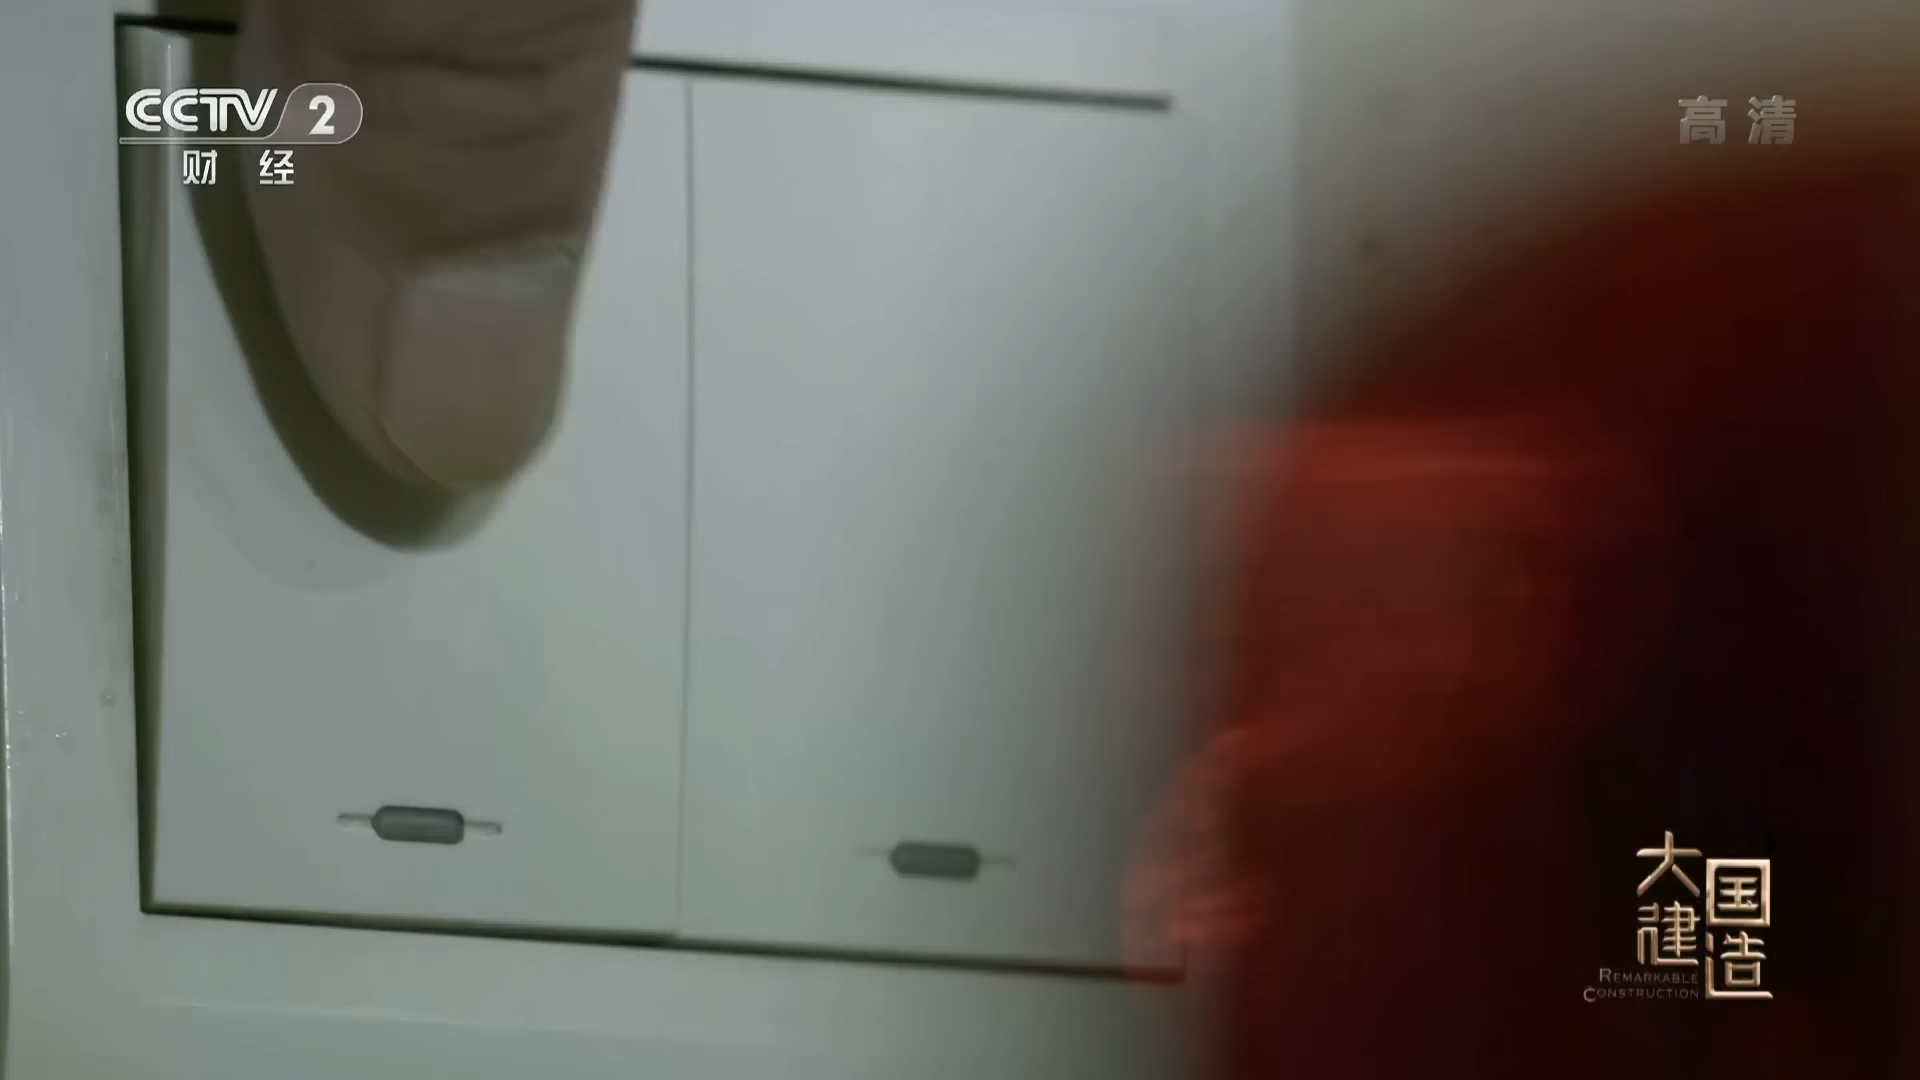 CCTV 2
财 经
高 清
大国
建造
REMARKABLE
CONSTRUCTION